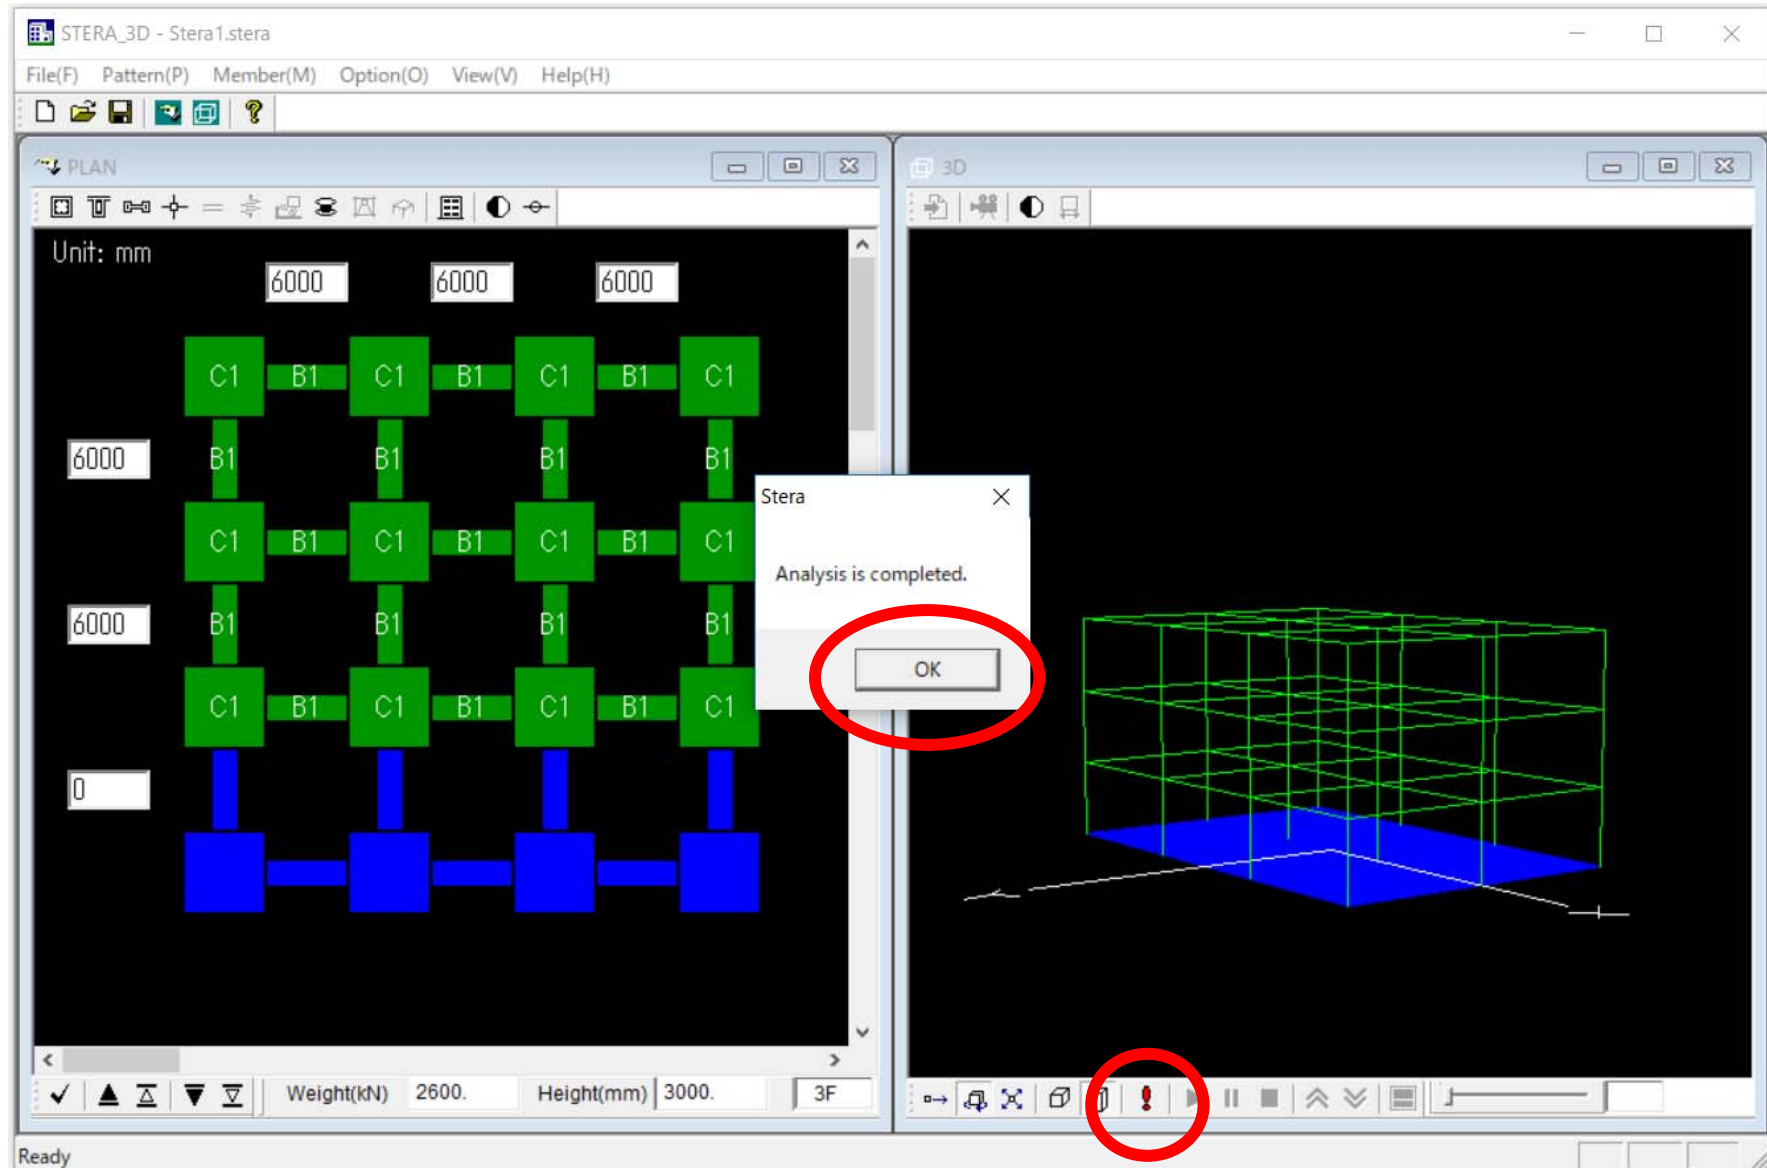 STERA_3D - Stera1.stera
File(F) Pattern(P) Member(M) Option(O) View(V) Help(H)
PLAN
Unit: mm
6000 6000 6000
C1 B1 C1 B1 C1 B1 C1
6000 B1 B1 B1 B1
C1 B1 C1 B1 C1 B1 C1
6000 B1 B1 B1 B1
C1 B1 C1 B1 C1 B1 C1
0
Weight(kN) 2600. Height(mm) 3000. 3F
3D
Stera
Analysis is completed.
OK
Ready